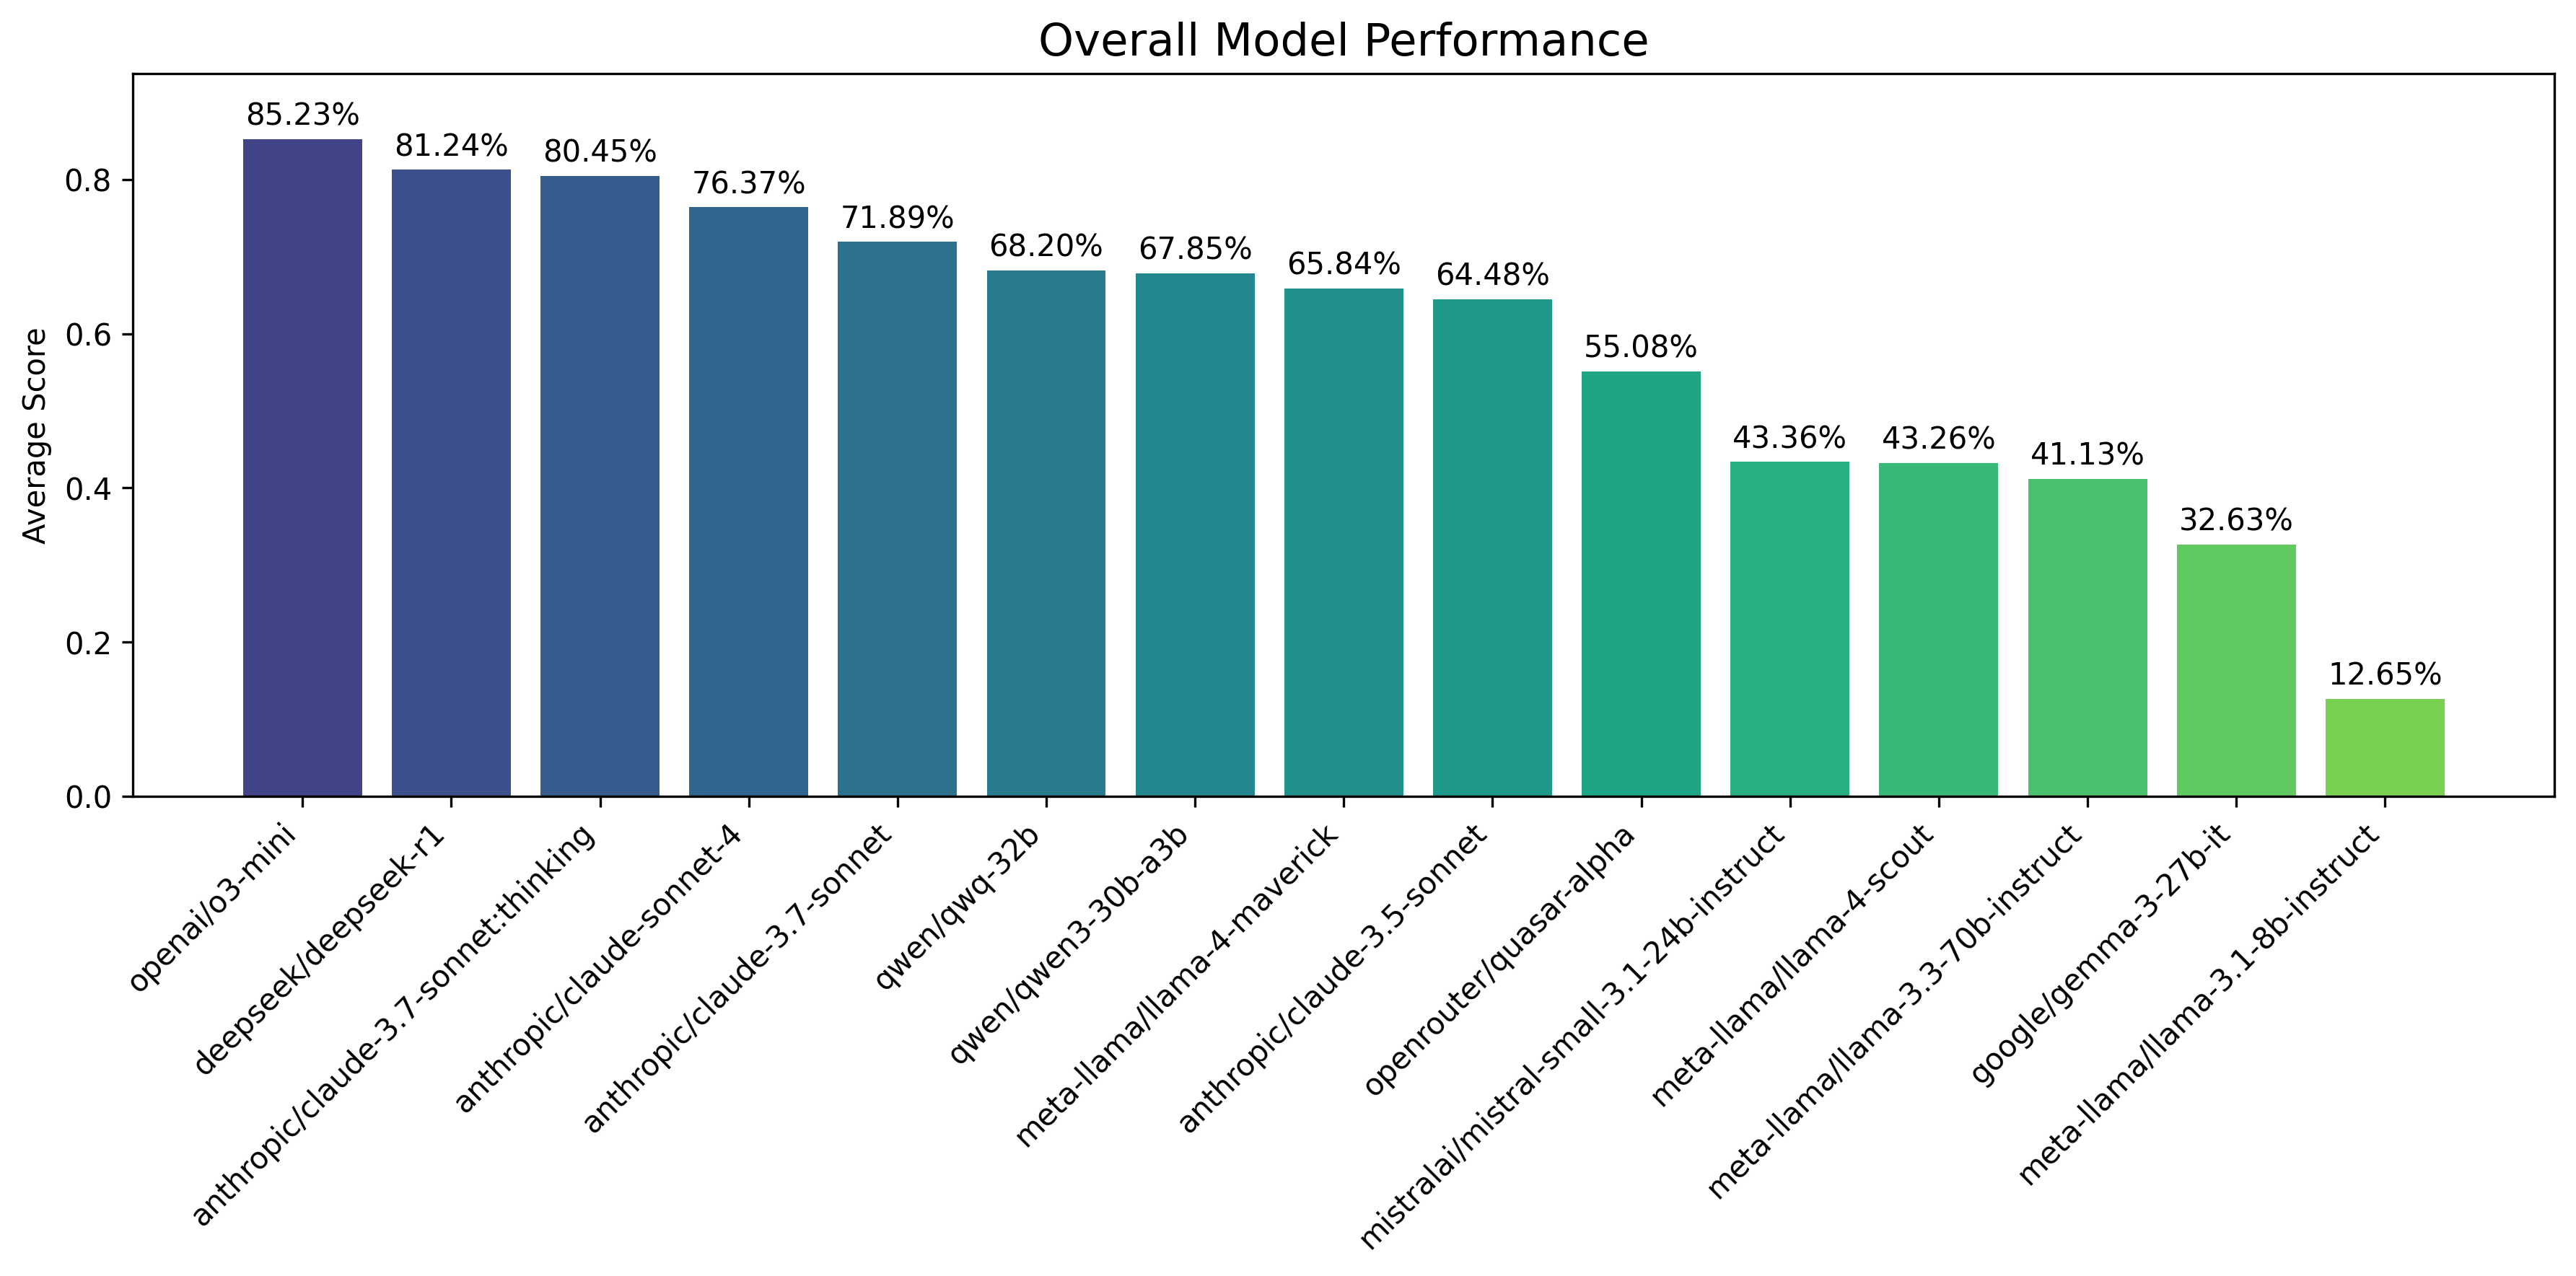 Overall Model Performance
85.23%
81.24%
80.45%
76.37%
71.89%
68.20%
67.85%
65.84%
64.48%
55.08%
43.36%
43.26%
41.13%
32.63%
12.65%
Average Score
0.8
0.6
0.4
0.2
0.0
openai/o3-mini
deepseek/deepseek-r1
anthropic/claude-3.7-sonnet:thinking
anthropic/claude-sonnet-4
anthropic/claude-3.7-sonnet
qwen/qwq-32b
qwen/qwen3-30b-a3b
meta-llama/llama-4-maverick
anthropic/claude-3.5-sonnet
openrouter/quasar-alpha
mistralai/mistral-small-3.1-24b-instruct
meta-llama/llama-4-scout
meta-llama/llama-3.3-70b-instruct
google/gemma-3-27b-it
meta-llama/llama-3.1-8b-instruct